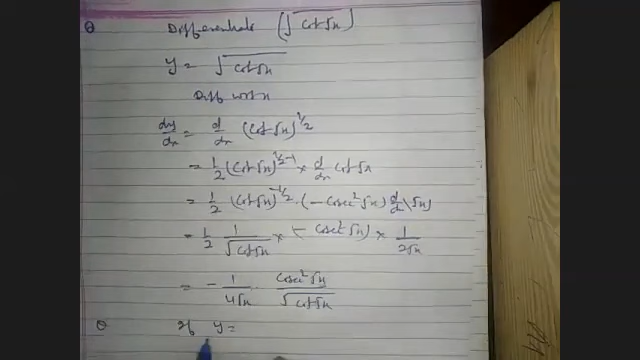 Q Differentiate (√cot√x)
y = √cot√x
Diff w.r.t x
dy/dx = d/dx (cot√x)^1/2
= 1/2 (cot√x)^1/2-1 × d/dx cot√x
= 1/2 (cot√x)^-1/2 · (-cosec²√x) d/dx (√x)
= 1/2 1/√cot√x × (-cosec²√x) × 1/2√x
= - 1/4√x · cosec²√x/√cot√x
Q If y =